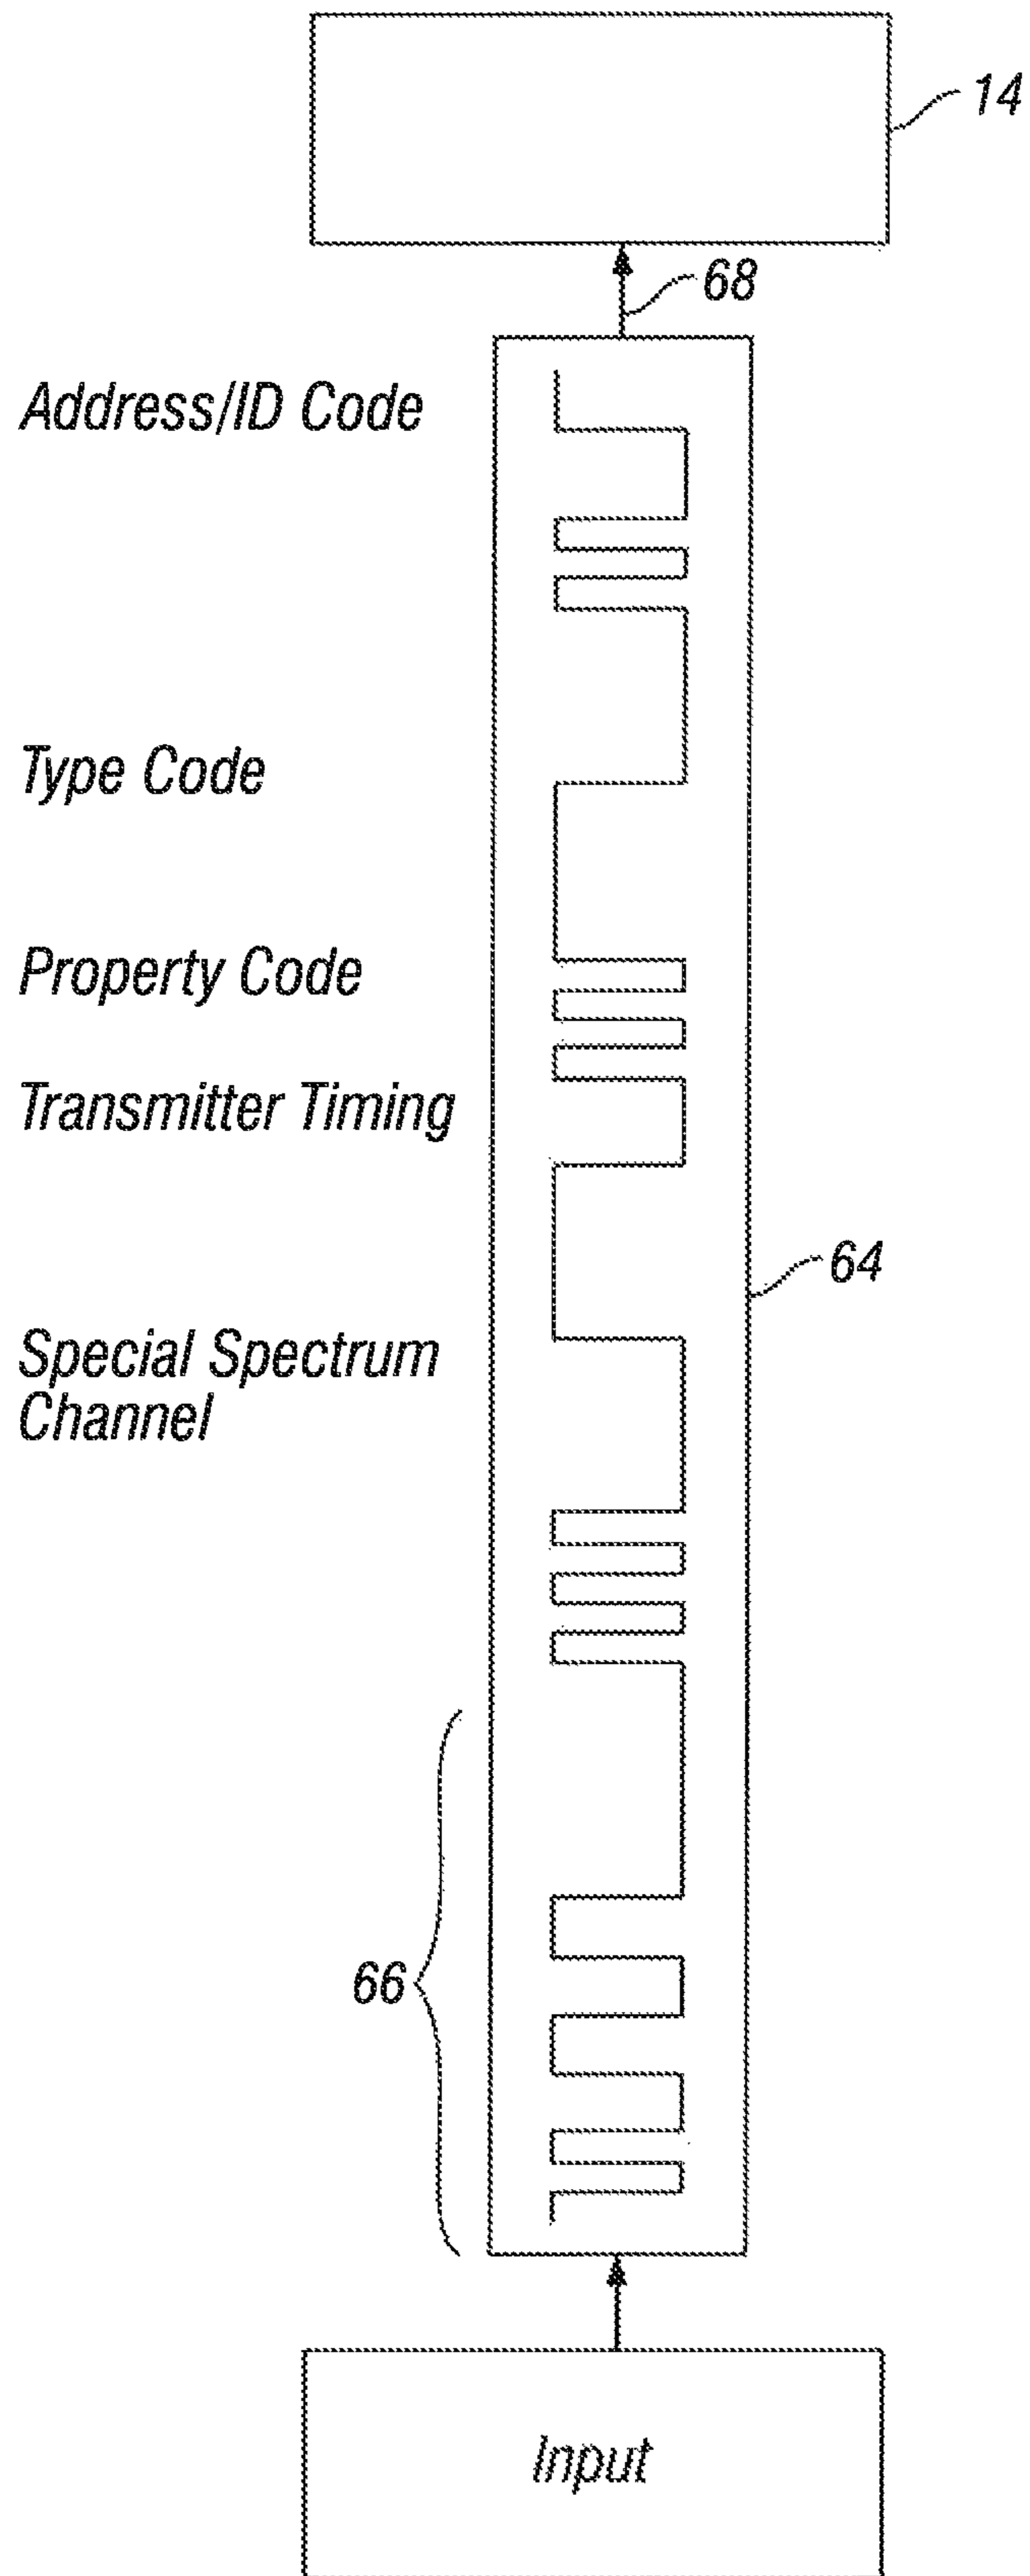 14
68
Address/ID Code
Type Code
Property Code
Transmitter Timing
64
Special Spectrum
Channel
66
Input